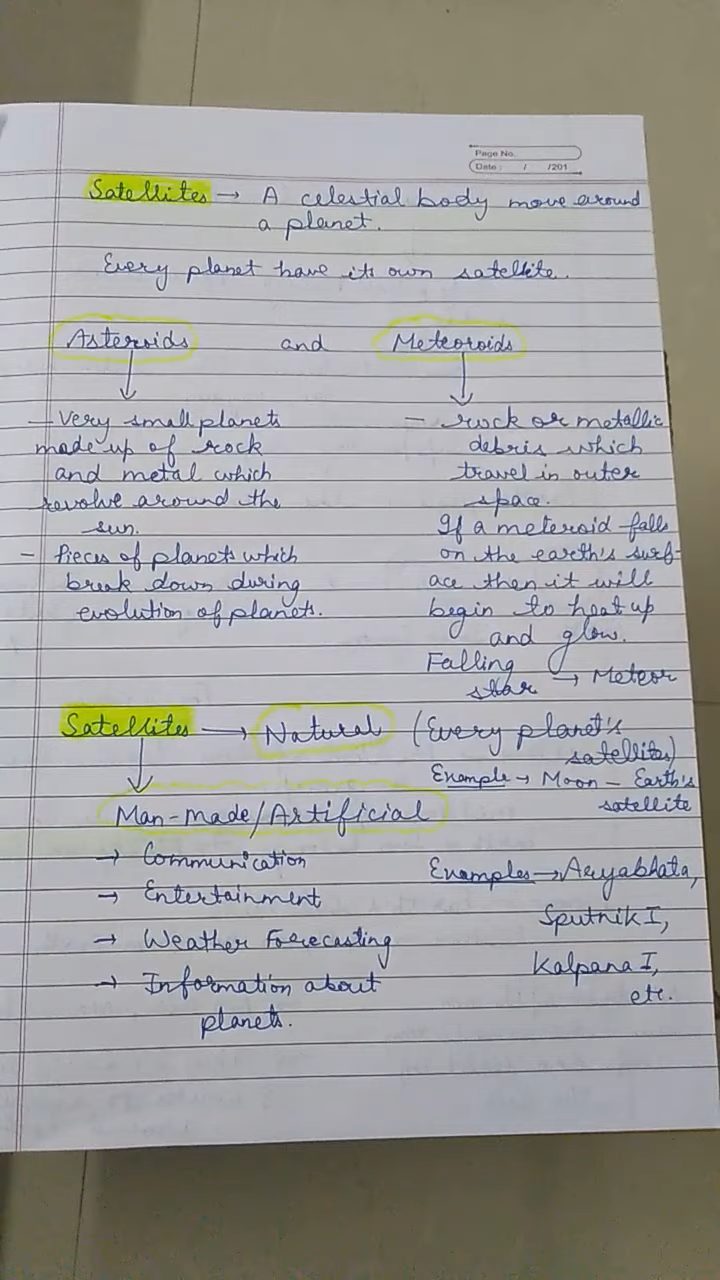 Page No.
Date : / /201
Satellites → A celestial body move around
a planet.
Every planet have its own satellite.
Asteroids and Meteoroids
- Very small planets
made up of rock
and metal which
revolve around the
sun.
- Pieces of planets which
break down during
evolution of planets.
- rock or metallic
debris which
travel in outer
space.
If a meteroid falls
on the earth's surf-
ace then it will
begin to heat up
and glow.
Falling
star → Meteor
Satellites → Natural (Every planet's
satellites)
Example → Moon - Earth's
satellite
Man-made/Artificial
→ Communication
→ Entertainment
→ Weather Forecasting
→ Information about
planets.
Examples → Aryabhata,
Sputnik I,
Kalpana I,
etc.